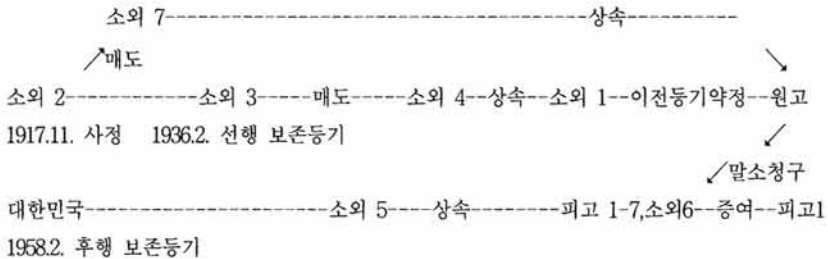 소외 7------------------------------------------상속-----------
↗매도 ↘
소외 2-------------소외 3-----매도-----소외 4--상속--소외 1--이전등기약정--원고
1917.11. 사정 1936.2. 선행 보존등기 ↙
↙말소청구
대한민국------------------------소외 5----상속--------피고 1-7,소외6--증여--피고1
1958.2. 후행 보존등기